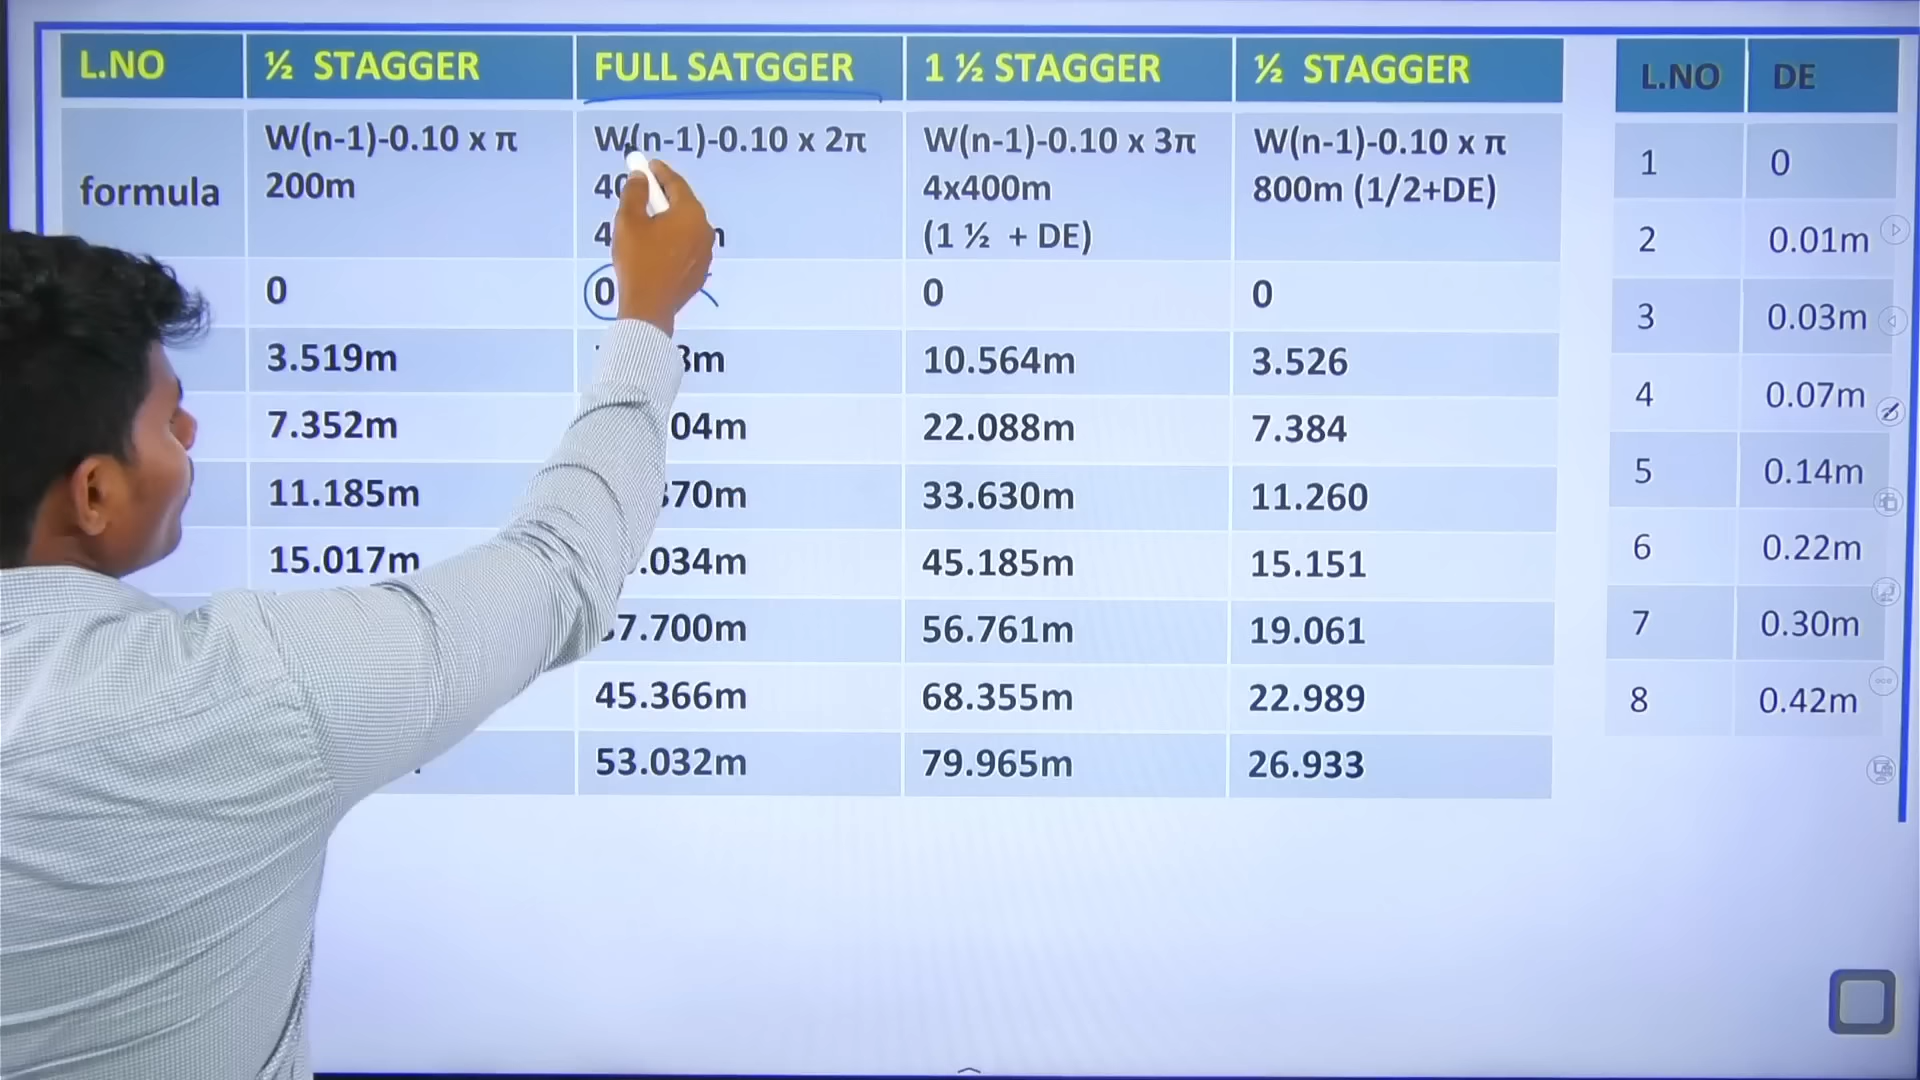 L.NO ½ STAGGER FULL SATGGER 1 ½ STAGGER ½ STAGGER
formula W(n-1)-0.10 x π W(n-1)-0.10 x 2π W(n-1)-0.10 x 3π W(n-1)-0.10 x π
200m 4x400m 800m (1/2+DE)
(1 ½ + DE)
0 0 0 0
3.519m 10.564m 3.526
7.352m 22.088m 7.384
11.185m 33.630m 11.260
15.017m 45.185m 15.151
56.761m 19.061
45.366m 68.355m 22.989
53.032m 79.965m 26.933
L.NO DE
1 0
2 0.01m
3 0.03m
4 0.07m
5 0.14m
6 0.22m
7 0.30m
8 0.42m